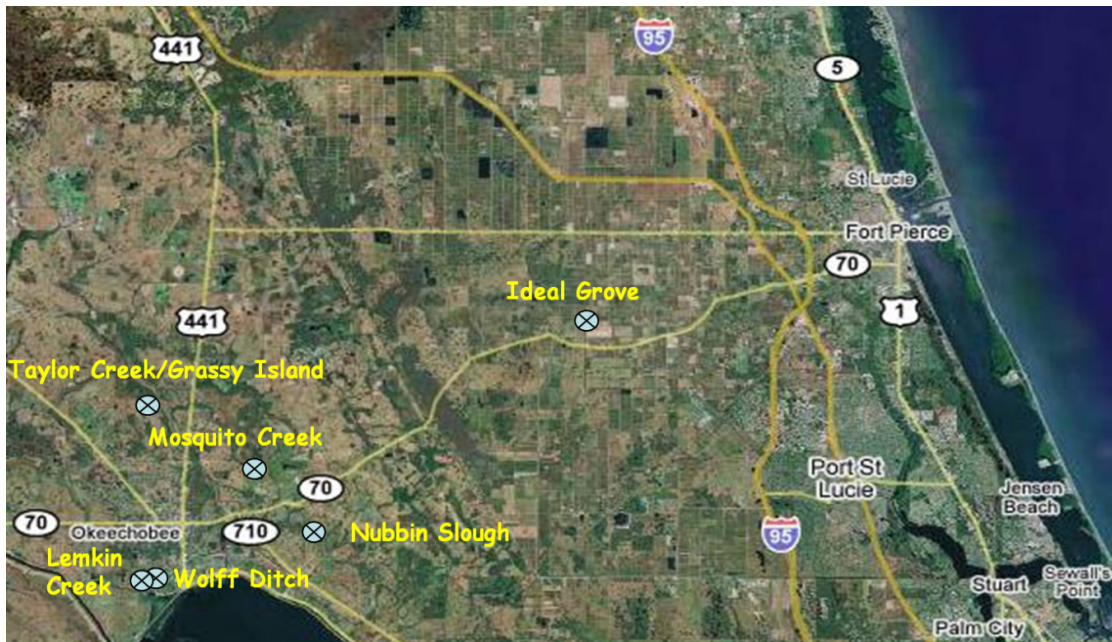 441
95
5
St Lucie
Fort Pierce
70
Ideal Grove
1
441
Taylor Creek/Grassy Island
Mosquito Creek
70
Port St
Lucie
Jensen
Beach
70
Okeechobee
710
Nubbin Slough
95
Lemkin
Creek
Wolff Ditch
Stuart
Sewall's
Point
Palm City